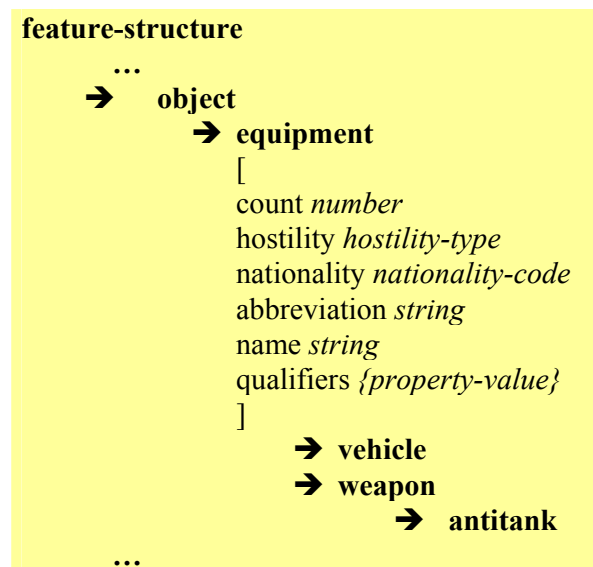 feature-structure
…
➔ object
➔ equipment
[
count number
hostility hostility-type
nationality nationality-code
abbreviation string
name string
qualifiers {property-value}
]
➔ vehicle
➔ weapon
➔ antitank
…